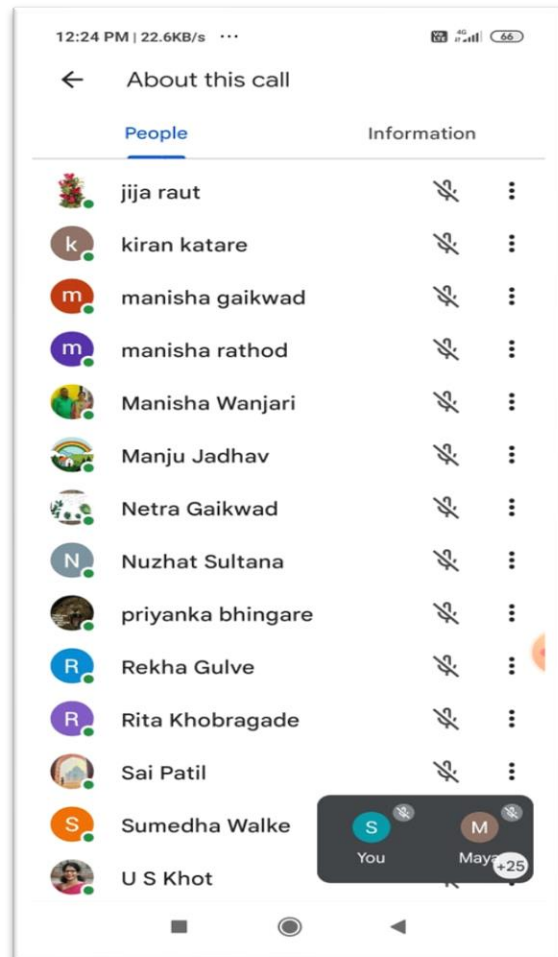 12:24 PM | 22.6KB/s ... 4G 66
About this call
People Information
jija raut
k kiran katare
m manisha gaikwad
m manisha rathod
Manisha Wanjari
Manju Jadhav
Netra Gaikwad
N Nuzhat Sultana
priyanka bhingare
R Rekha Gulve
R Rita Khobragade
Sai Patil
S Sumedha Walke
S M
You Maya +25
U S Khot